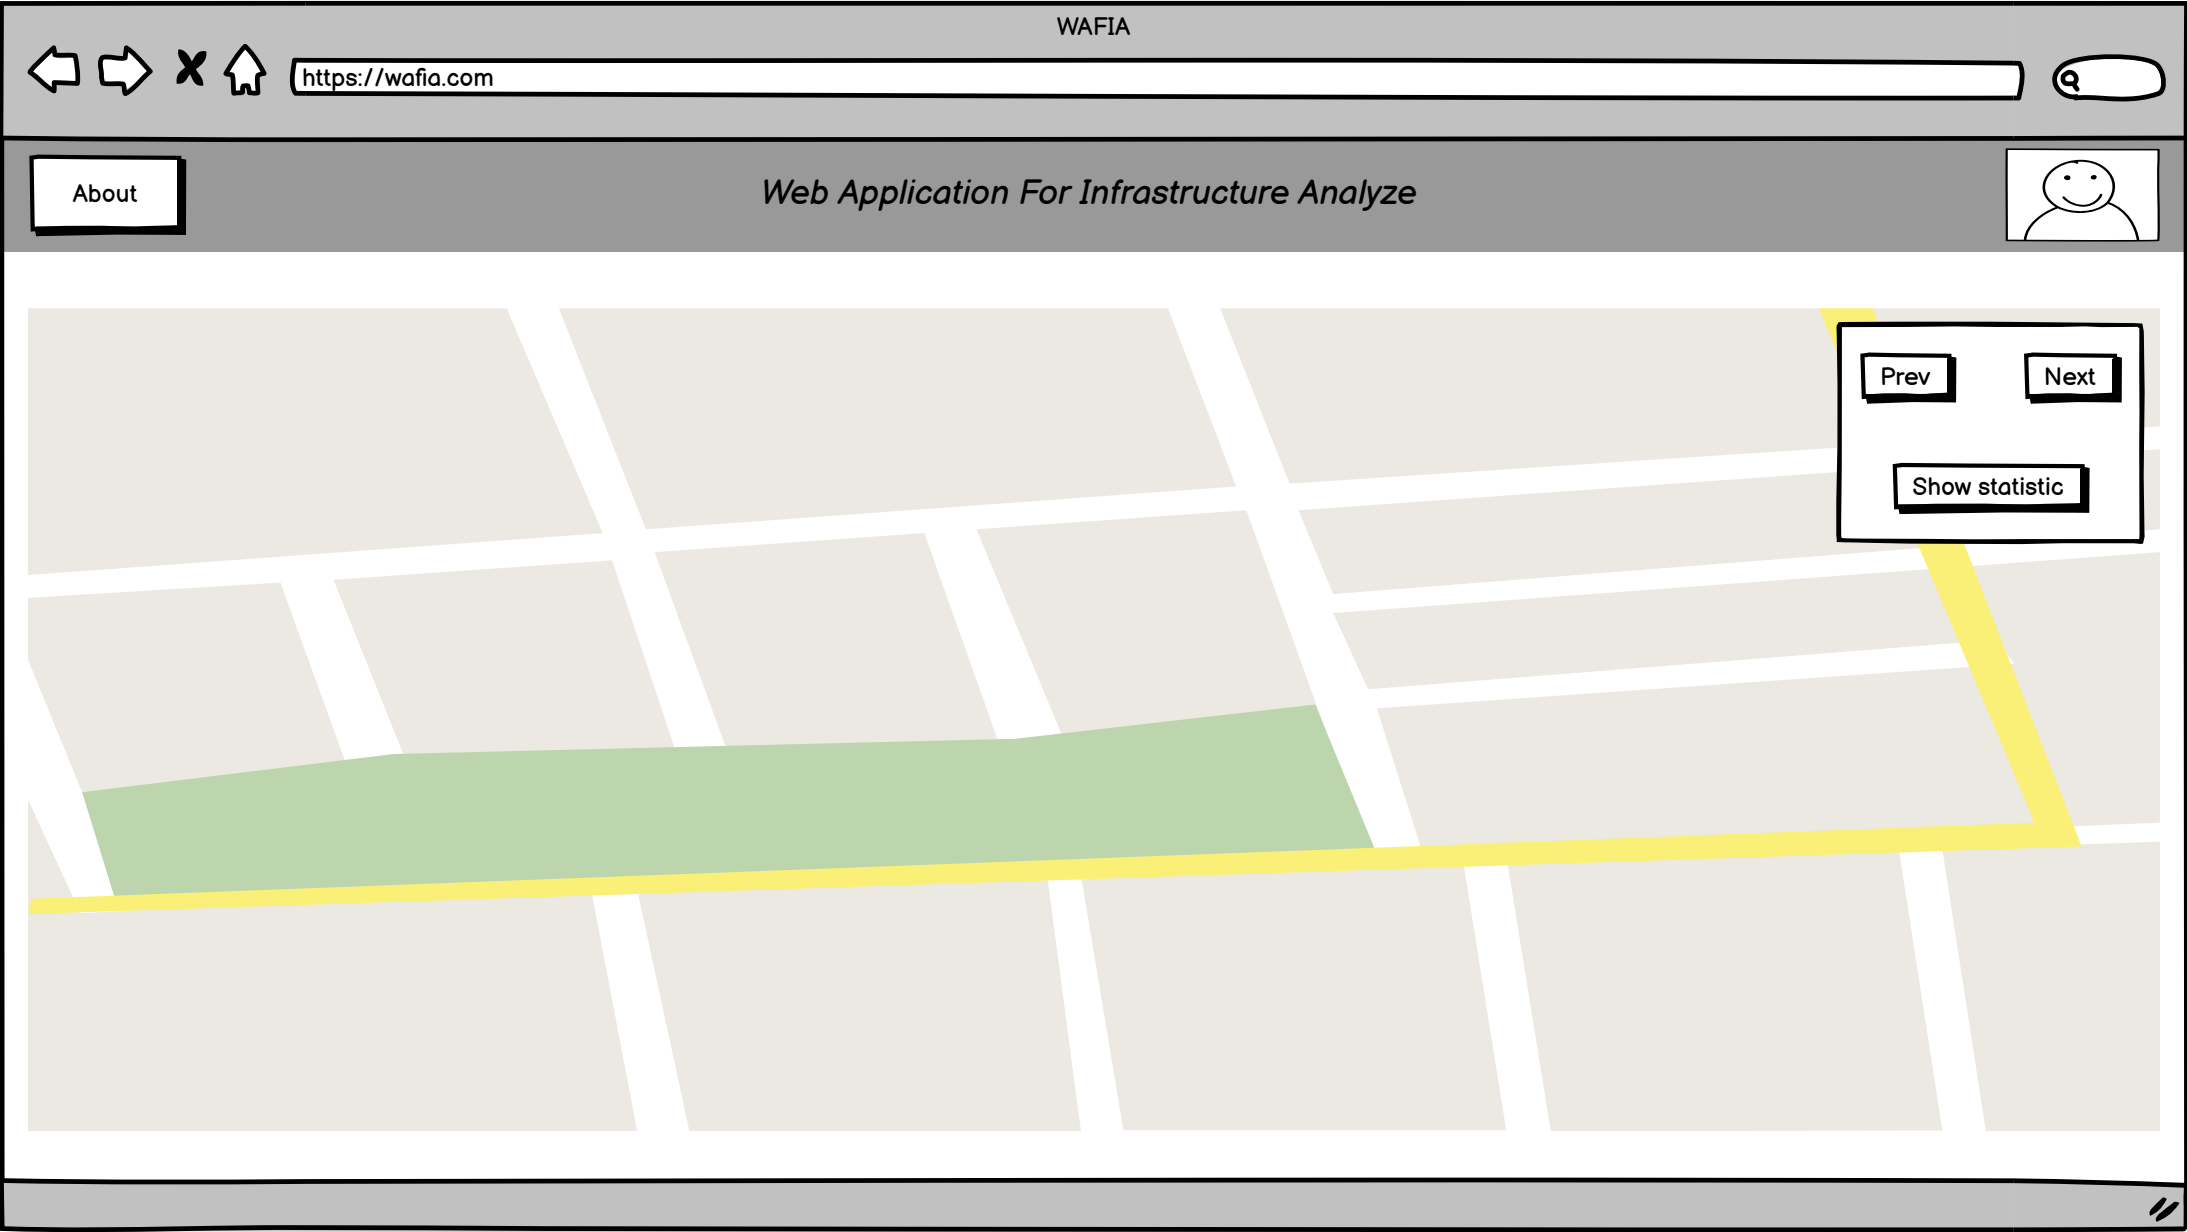 WAFIA
https://wafia.com
About
Web Application For Infrastructure Analyze
Prev
Next
Show statistic